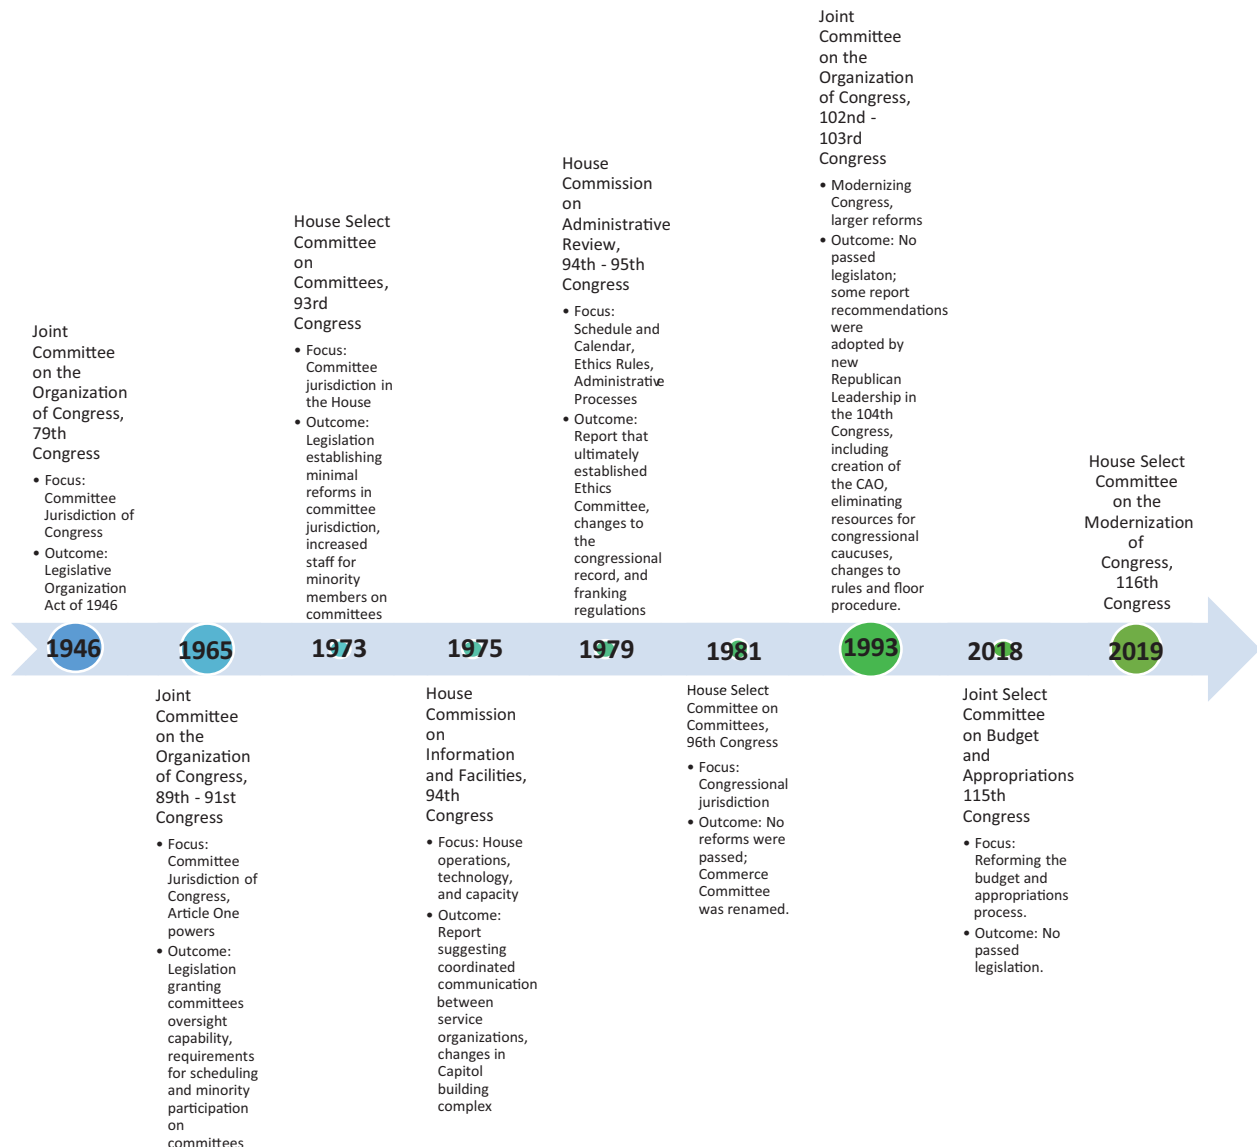 Joint
Committee
on the
Organization
of Congress,
79th
Congress
• Focus:
Committee
Jurisdiction of
Congress
• Outcome:
Legislative
Organization
Act of 1946
1946
1965
Joint
Committee
on the
Organization
of Congress,
89th - 91st
Congress
• Focus:
Committee
Jurisdiction of
Congress,
Article One
powers
• Outcome:
Legislation
granting
committees
oversight
capability,
requirements
for scheduling
and minority
participation
on
committees
House Select
Committee
on
Committees,
93rd
Congress
• Focus:
Committee
jurisdiction in
the House
• Outcome:
Legislation
establishing
minimal
reforms in
committee
jurisdiction,
increased
staff for
minority
members on
committees
1973
1975
House
Commission
on
Information
and Facilities,
94th
Congress
• Focus: House
operations,
technology,
and capacity
• Outcome:
Report
suggesting
coordinated
communication
between
service
organizations,
changes in
Capitol
building
complex
House
Commission
on
Administrative
Review,
94th - 95th
Congress
• Focus:
Schedule and
Calendar,
Ethics Rules,
Administrative
Processes
• Outcome:
Report that
ultimately
established
Ethics
Committee,
changes to
the
congressional
record, and
franking
regulations
1979
1981
House Select
Committee on
Committees,
96th Congress
• Focus:
Congressional
jurisdiction
• Outcome: No
reforms were
passed;
Commerce
Committee
was renamed.
Joint
Committee
on the
Organization
of Congress,
102nd -
103rd
Congress
• Modernizing
Congress,
larger reforms
• Outcome: No
passed
legislaton;
some report
recommendations
were
adopted by
new
Republican
Leadership in
the 104th
Congress,
including
creation of
the CAO,
eliminating
resources for
congressional
caucuses,
changes to
rules and floor
procedure.
1993
2018
Joint Select
Committee
on Budget
and
Appropriations
115th
Congress
• Focus:
Reforming the
budget and
appropriations
process.
• Outcome: No
passed
legislation.
House Select
Committee
on the
Modernization
of
Congress,
116th
Congress
2019